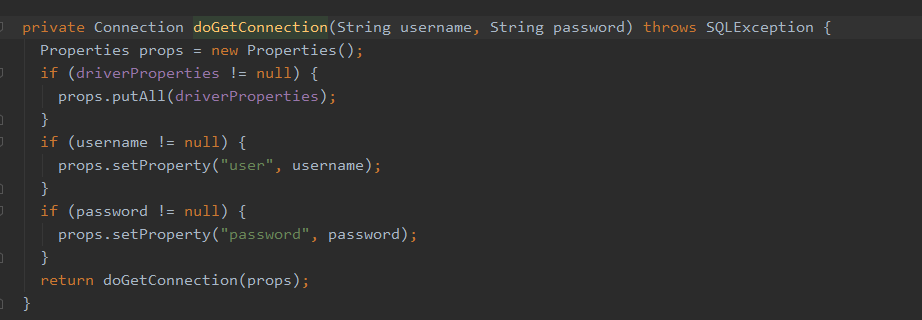 private Connection doGetConnection(String username, String password) throws SQLException {
Properties props = new Properties();
if (driverProperties != null) {
props.putAll(driverProperties);
}
if (username != null) {
props.setProperty("user", username);
}
if (password != null) {
props.setProperty("password", password);
}
return doGetConnection(props);
}